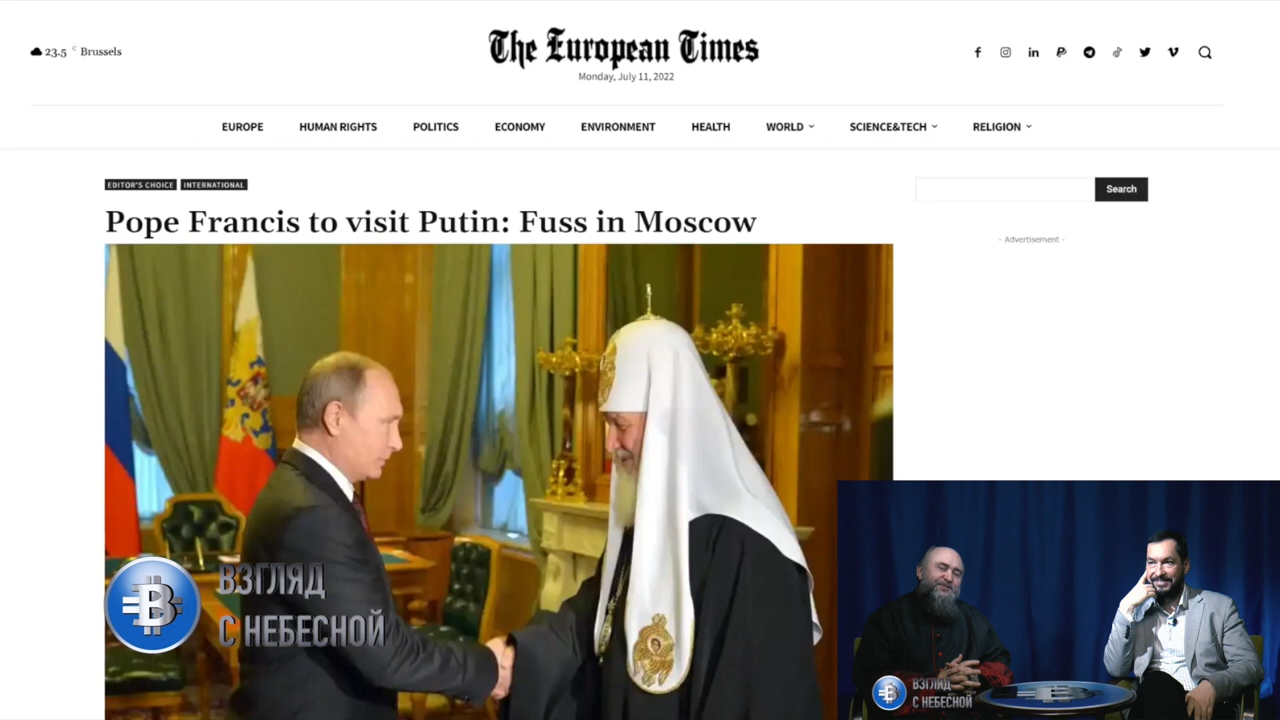 23.5 C Brussels
The European Times
Monday, July 11, 2022
EUROPE HUMAN RIGHTS POLITICS ECONOMY ENVIRONMENT HEALTH WORLD SCIENCE&TECH RELIGION
EDITOR'S CHOICE INTERNATIONAL
Pope Francis to visit Putin: Fuss in Moscow
Search
- Advertisement -
ВЗГЛЯД
С НЕБЕСНОЙ
ВЗГЛЯД
С НЕБЕСНОЙ